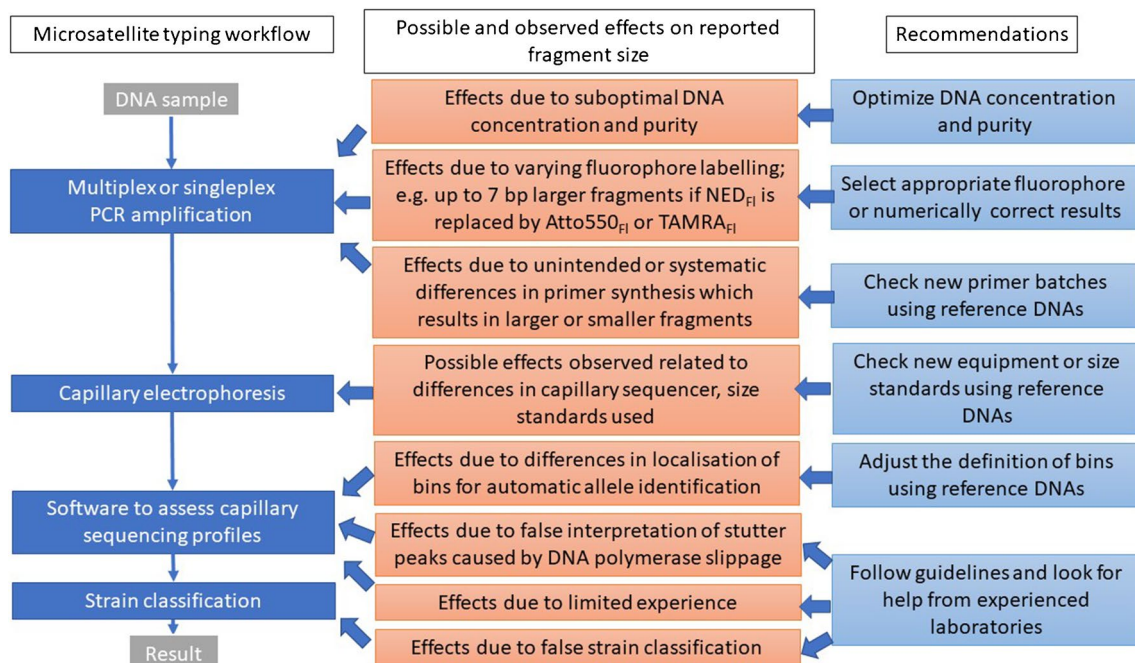 Microsatellite typing workflow
Possible and observed effects on reported
fragment size
Recommendations
DNA sample
Effects due to suboptimal DNA
concentration and purity
Optimize DNA concentration
and purity
Multiplex or singleplex
PCR amplification
Effects due to varying fluorophore labelling;
e.g. up to 7 bp larger fragments if NEDFl is
replaced by Atto550Fl or TAMRAFl
Select appropriate fluorophore
or numerically correct results
Effects due to unintended or systematic
differences in primer synthesis which
results in larger or smaller fragments
Check new primer batches
using reference DNAs
Capillary electrophoresis
Possible effects observed related to
differences in capillary sequencer, size
standards used
Check new equipment or size
standards using reference
DNAs
Effects due to differences in localisation of
bins for automatic allele identification
Adjust the definition of bins
using reference DNAs
Software to assess capillary
sequencing profiles
Effects due to false interpretation of stutter
peaks caused by DNA polymerase slippage
Follow guidelines and look for
help from experienced
laboratories
Strain classification
Effects due to limited experience
Effects due to false strain classification
Result